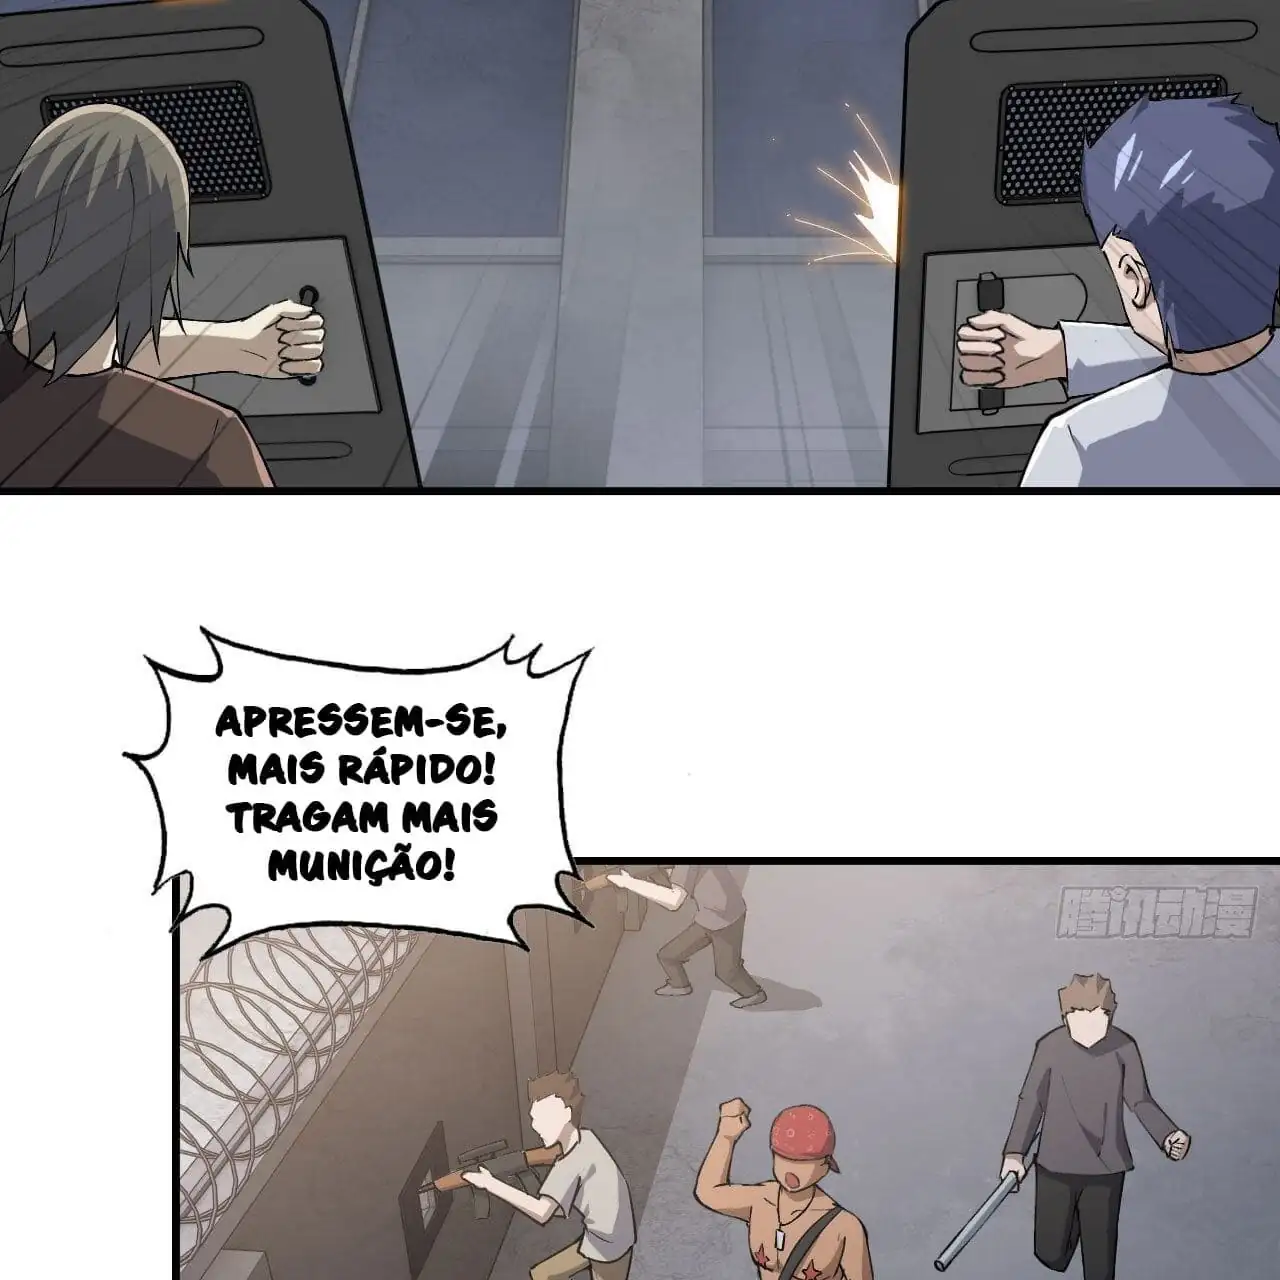 APRESSEM-SE,
MAIS RÁPIDO!
TRAGAM MAIS
MUNIÇÃO!
腾讯动漫